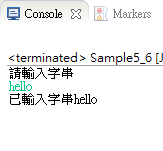 Console Markers
<terminated> Sample5_6 [J
請輸入字串
hello
已輸入字串hello